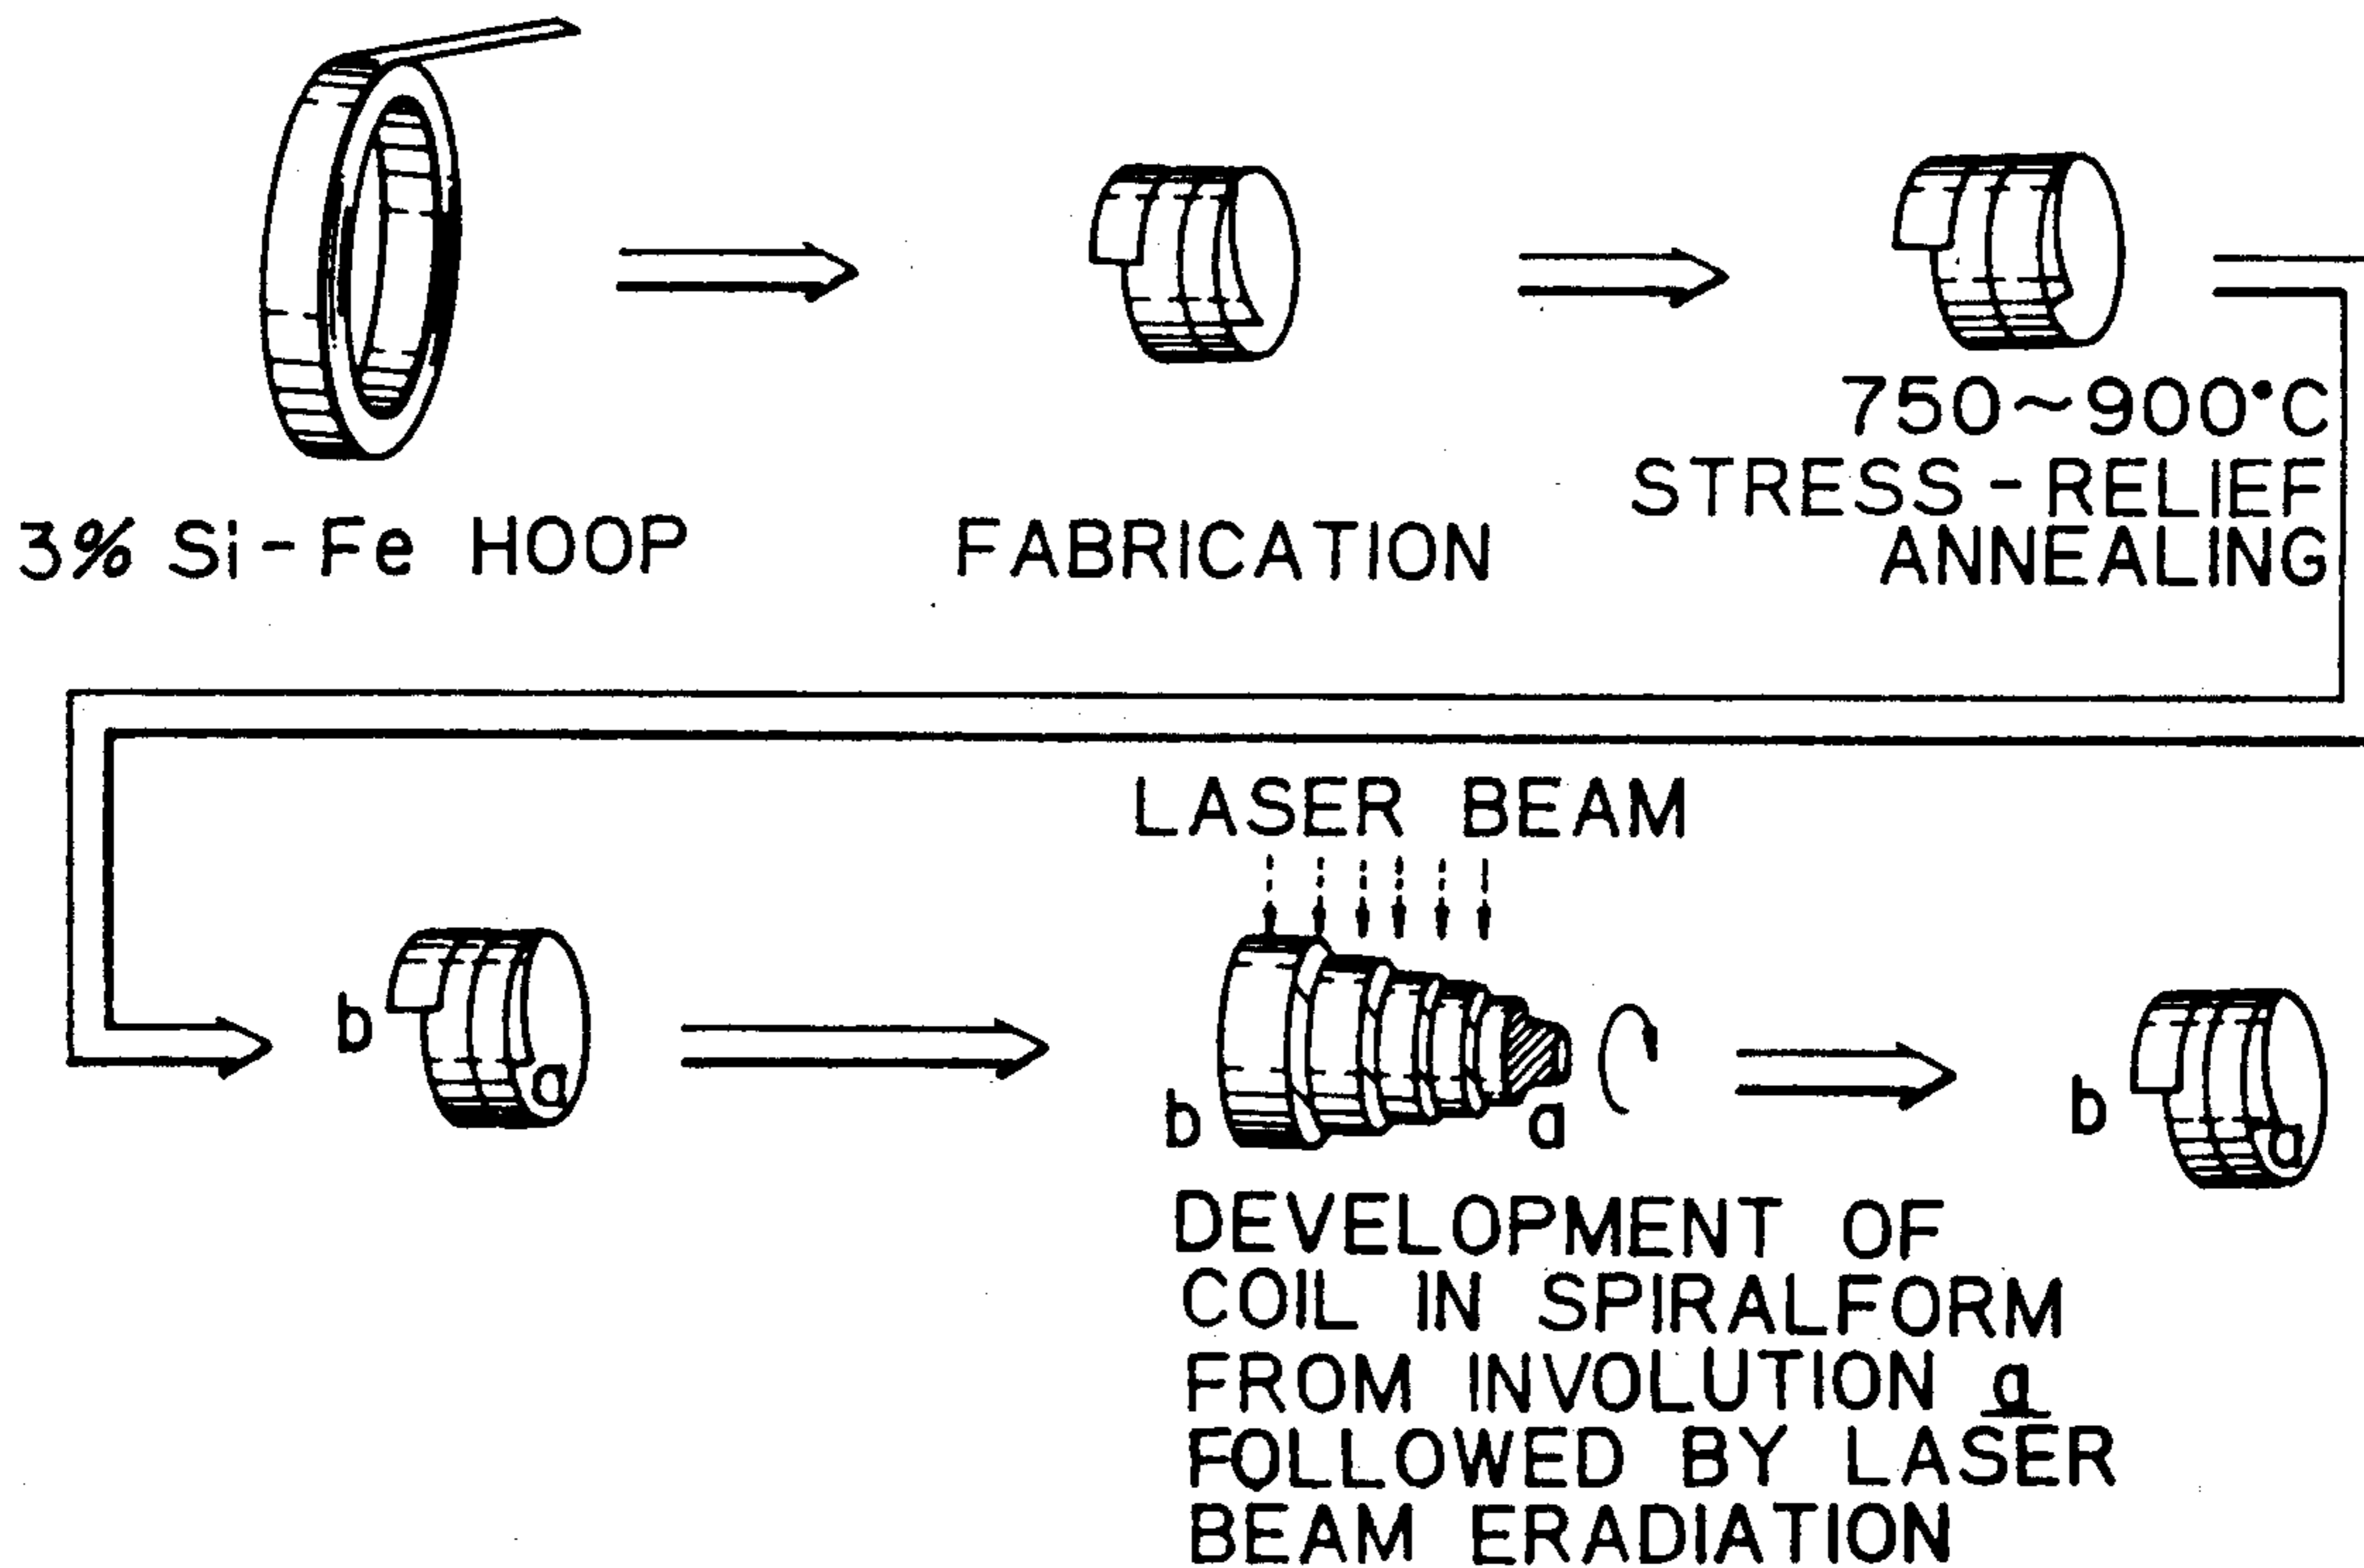 3% Si-Fe HOOP
FABRICATION
750~900°C
STRESS-RELIEF
ANNEALING
LASER BEAM
b
a
b
a
b
a
DEVELOPMENT OF
COIL IN SPIRALFORM
FROM INVOLUTION a
FOLLOWED BY LASER
BEAM ERADIATION